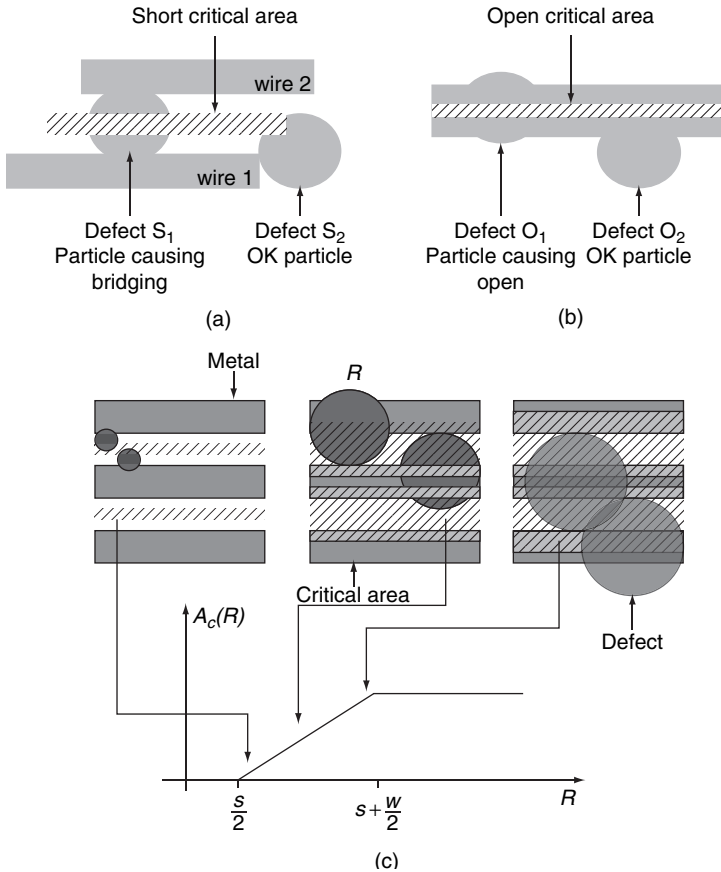 Short critical area
wire 2
wire 1
Defect S₁
Particle causing
bridging
Defect S₂
OK particle
(a)
Open critical area
Defect O₁
Particle causing
open
Defect O₂
OK particle
(b)
Metal
R
Critical area
Defect
A_c(R)
s/2
s + w/2
R
(c)